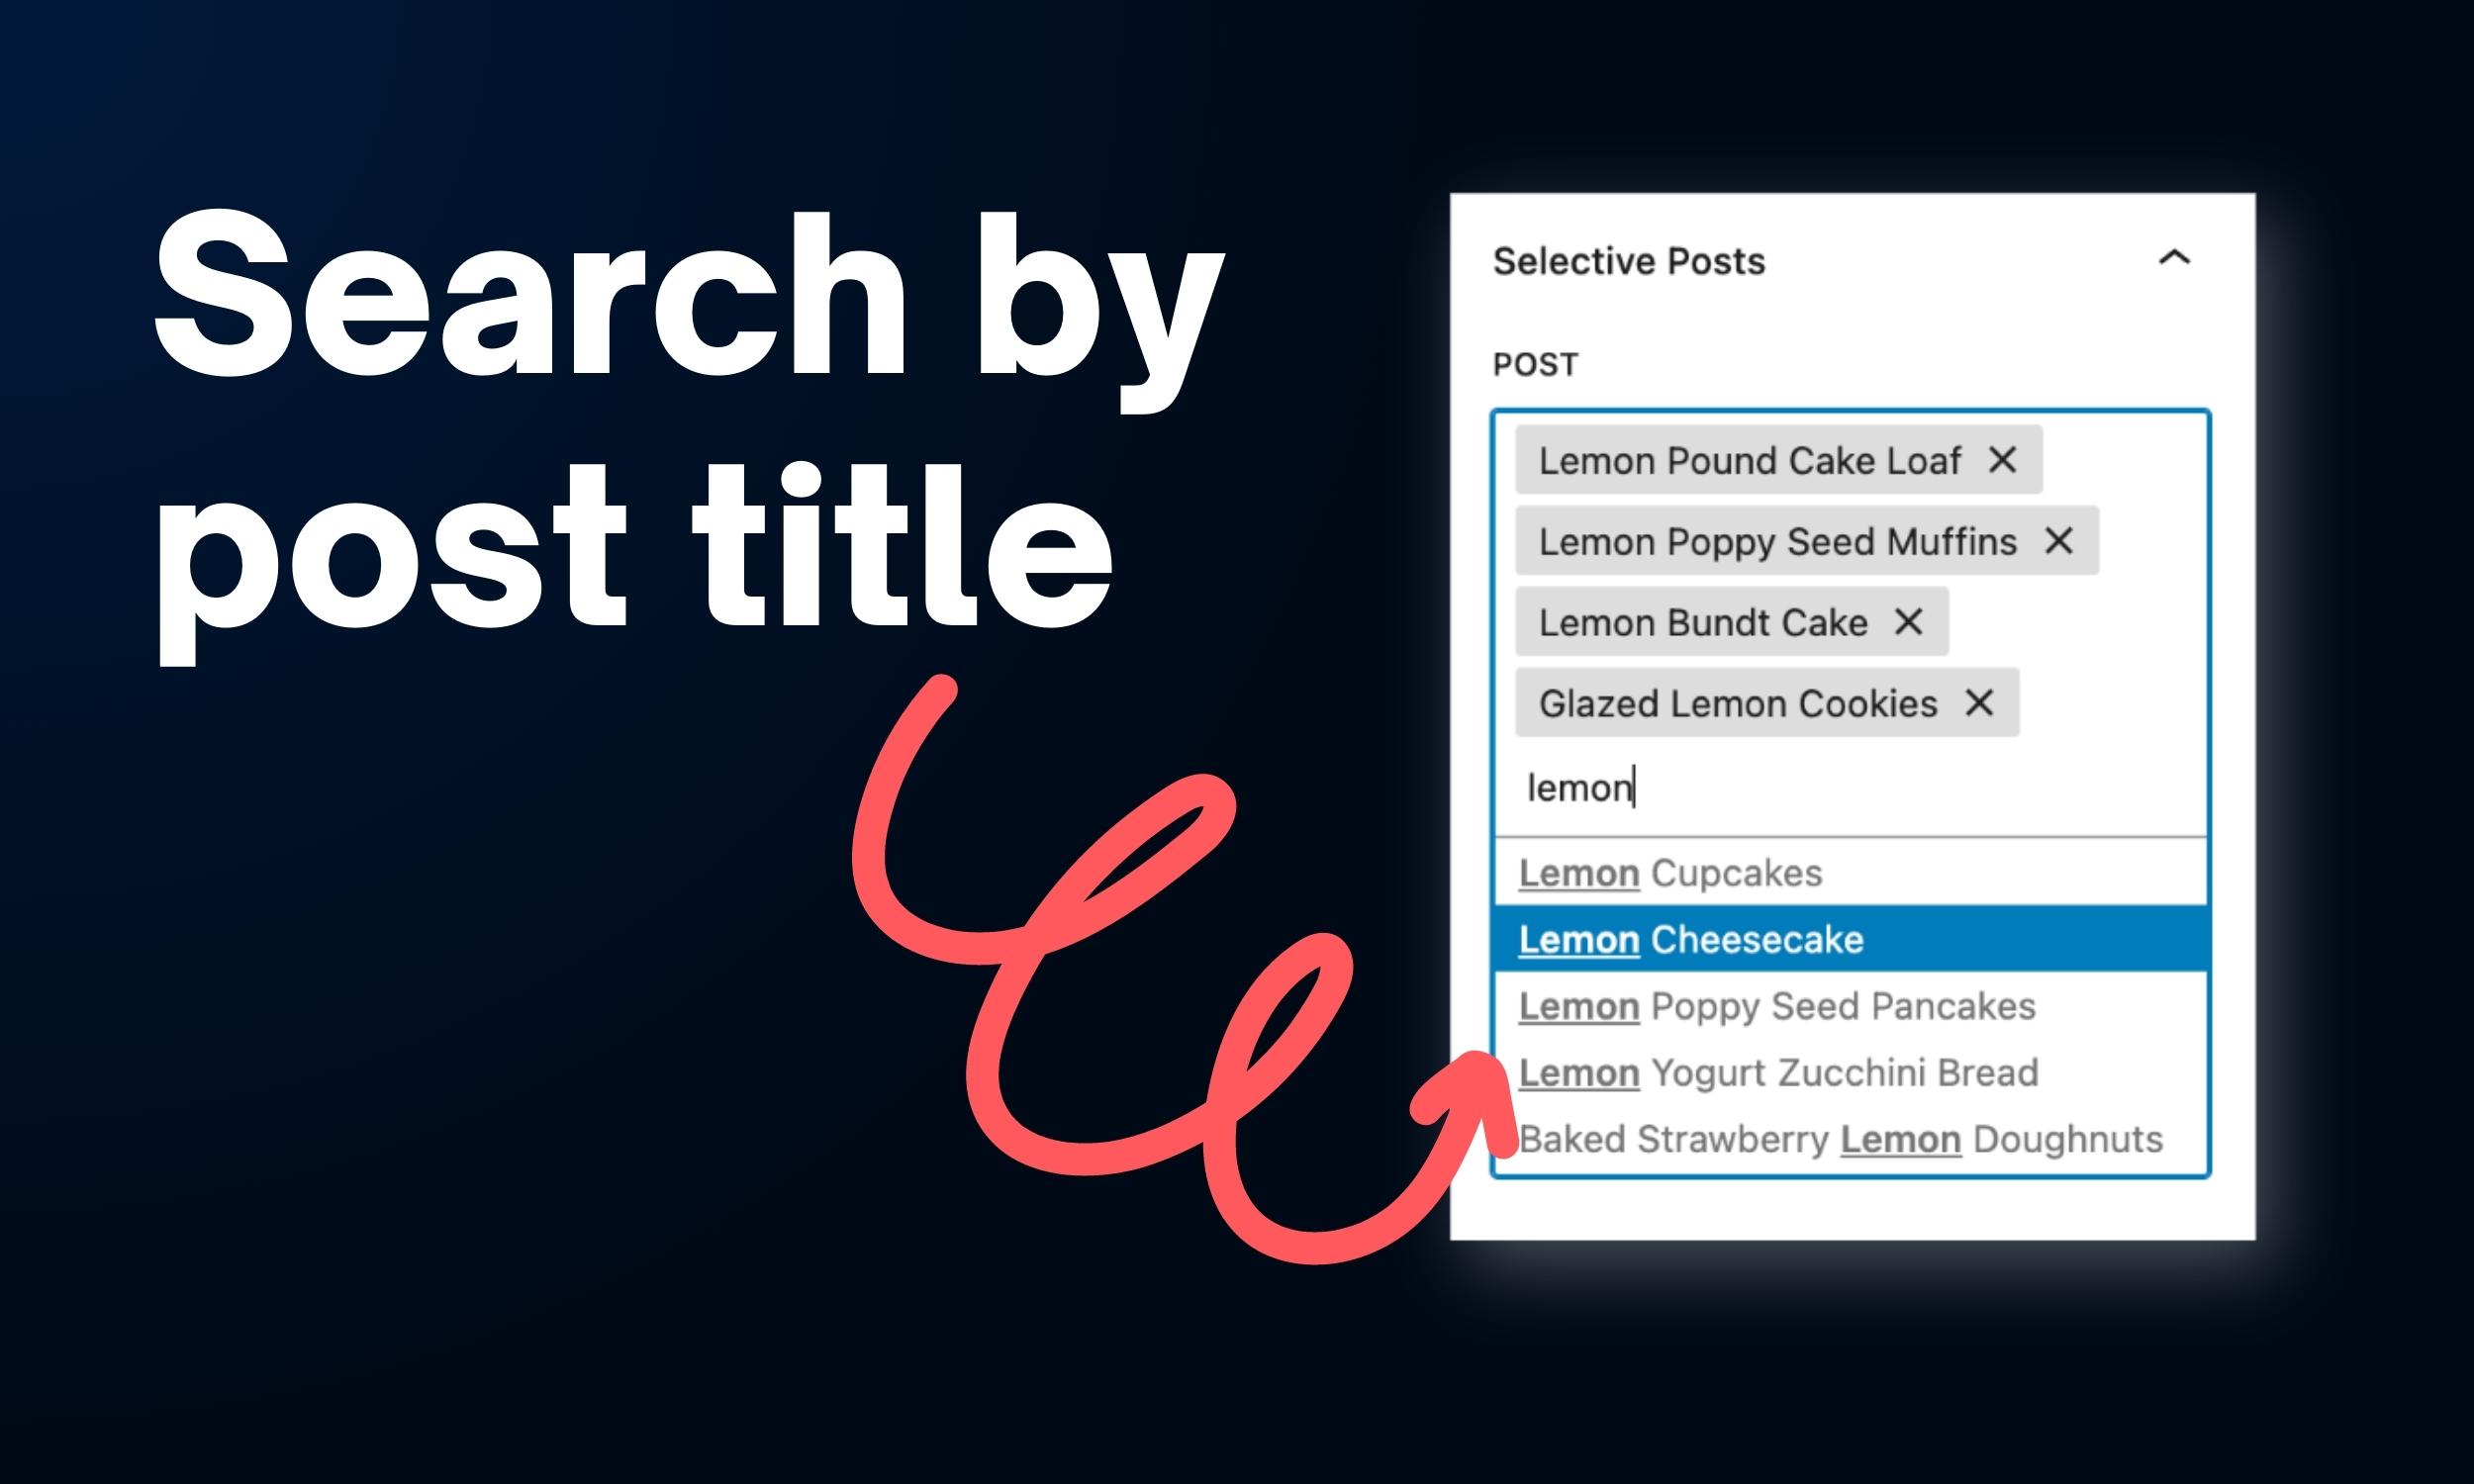 Search by
post title
Selective Posts
POST
Lemon Pound Cake Loaf
Lemon Poppy Seed Muffins
Lemon Bundt Cake
Glazed Lemon Cookies
lemon
Lemon Cupcakes
Lemon Cheesecake
Lemon Poppy Seed Pancakes
Lemon Yogurt Zucchini Bread
Baked Strawberry Lemon Doughnuts